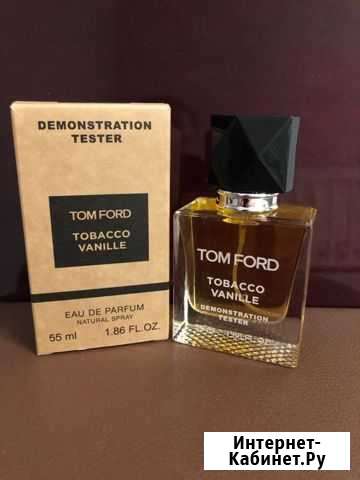 DEMONSTRATION
TESTER
TOM FORD
TOBACCO
VANILLE
EAU DE PARFUM
NATURAL SPRAY
55 ml 1.86 FL.OZ.
TOM FORD
TOBACCO
VANILLE
DEMONSTRATION
TESTER
Интернет-
Кабинет.Ру